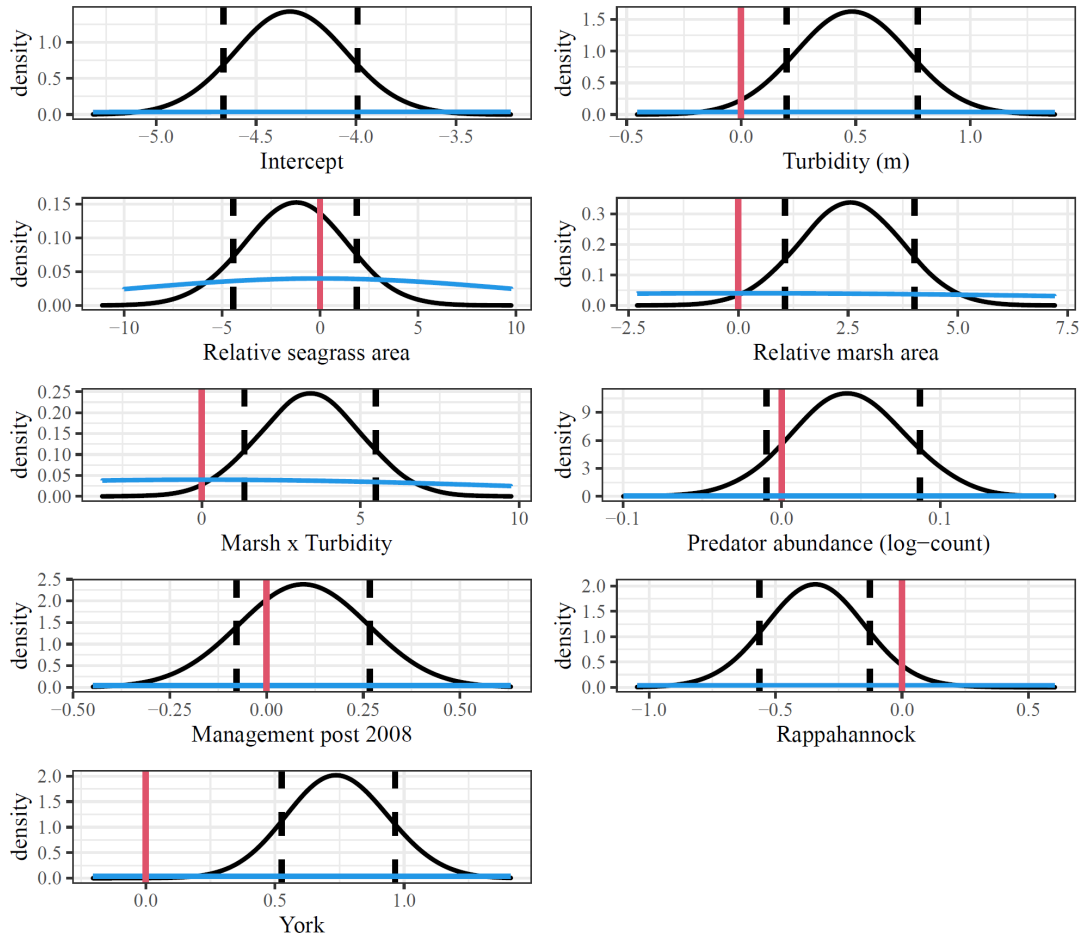 density
1.0
0.5
0.0
−5.0 −4.5 −4.0 −3.5
Intercept
density
1.5
1.0
0.5
0.0
−0.5 0.0 0.5 1.0
Turbidity (m)
density
0.15
0.10
0.05
0.00
−10 −5 0 5 10
Relative seagrass area
density
0.3
0.2
0.1
0.0
−2.5 0.0 2.5 5.0 7.5
Relative marsh area
density
0.25
0.20
0.15
0.10
0.05
0.00
0 5 10
Marsh x Turbidity
density
9
6
3
0
−0.1 0.0 0.1
Predator abundance (log−count)
density
2.5
2.0
1.5
1.0
0.5
0.0
−0.50 −0.25 0.00 0.25 0.50
Management post 2008
density
2.0
1.5
1.0
0.5
0.0
−1.0 −0.5 0.0 0.5
Rappahannock
density
2.0
1.5
1.0
0.5
0.0
0.0 0.5 1.0
York